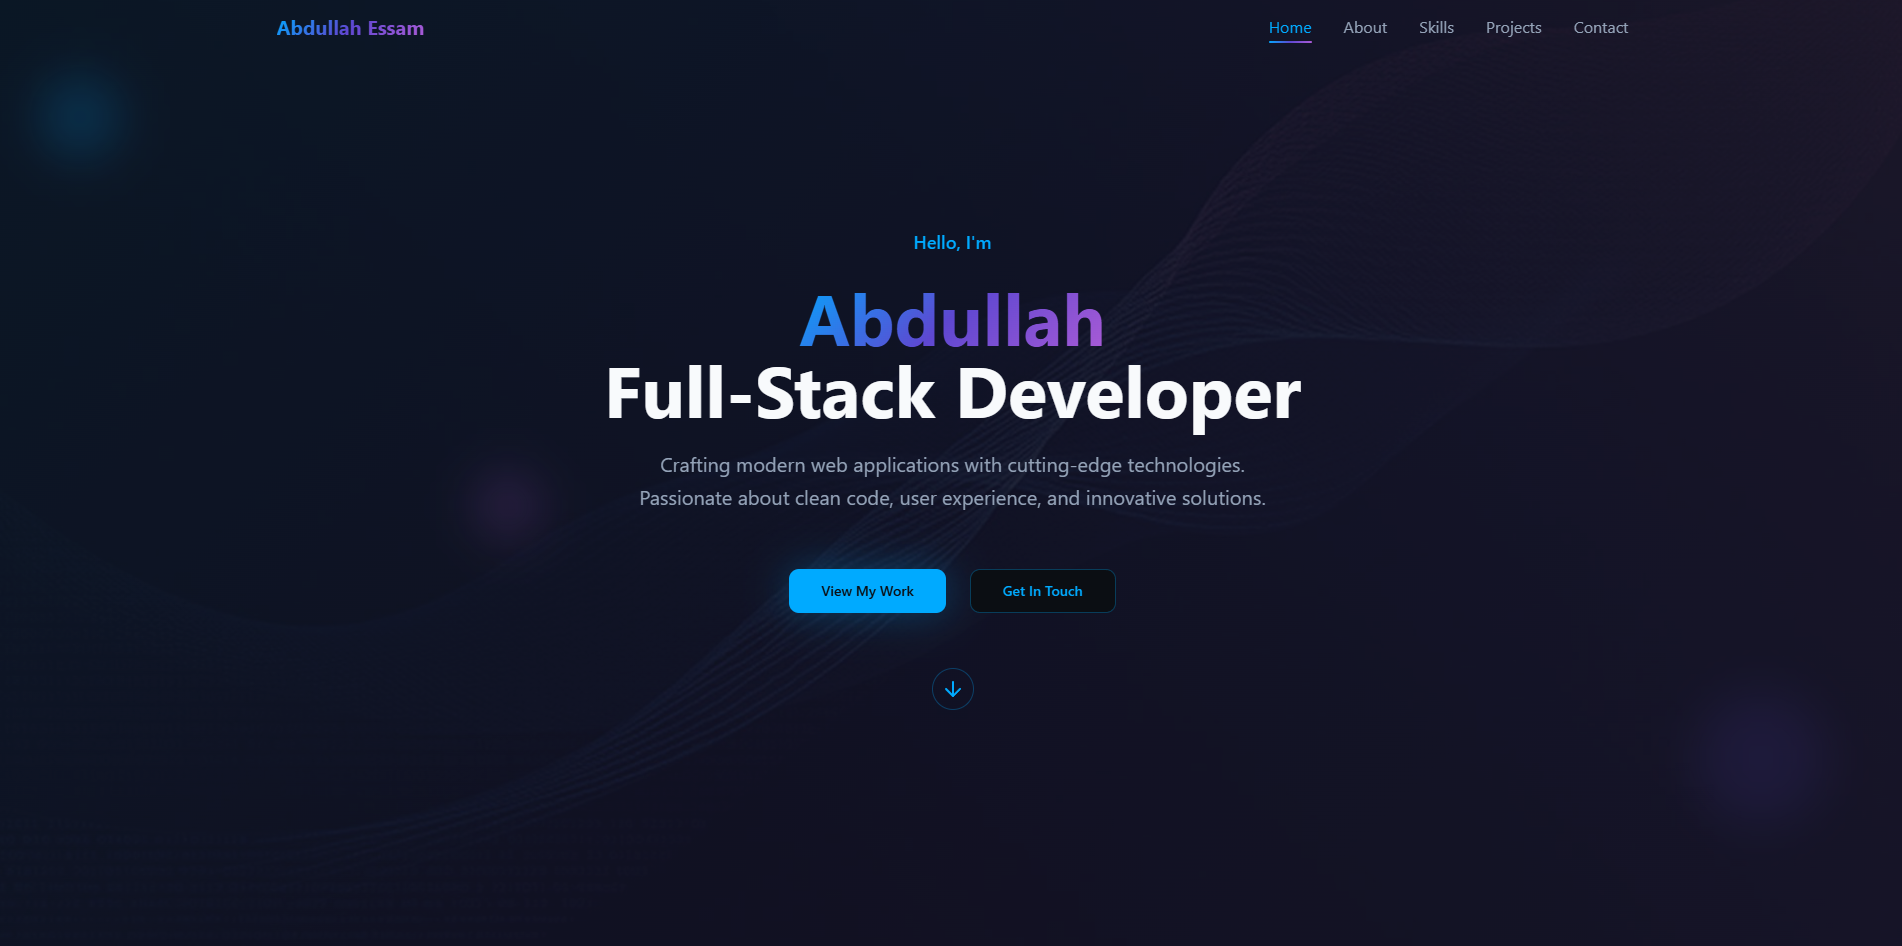 Abdullah Essam
Home
About
Skills
Projects
Contact
Hello, I'm
Abdullah
Full-Stack Developer
Crafting modern web applications with cutting-edge technologies.
Passionate about clean code, user experience, and innovative solutions.
View My Work
Get In Touch